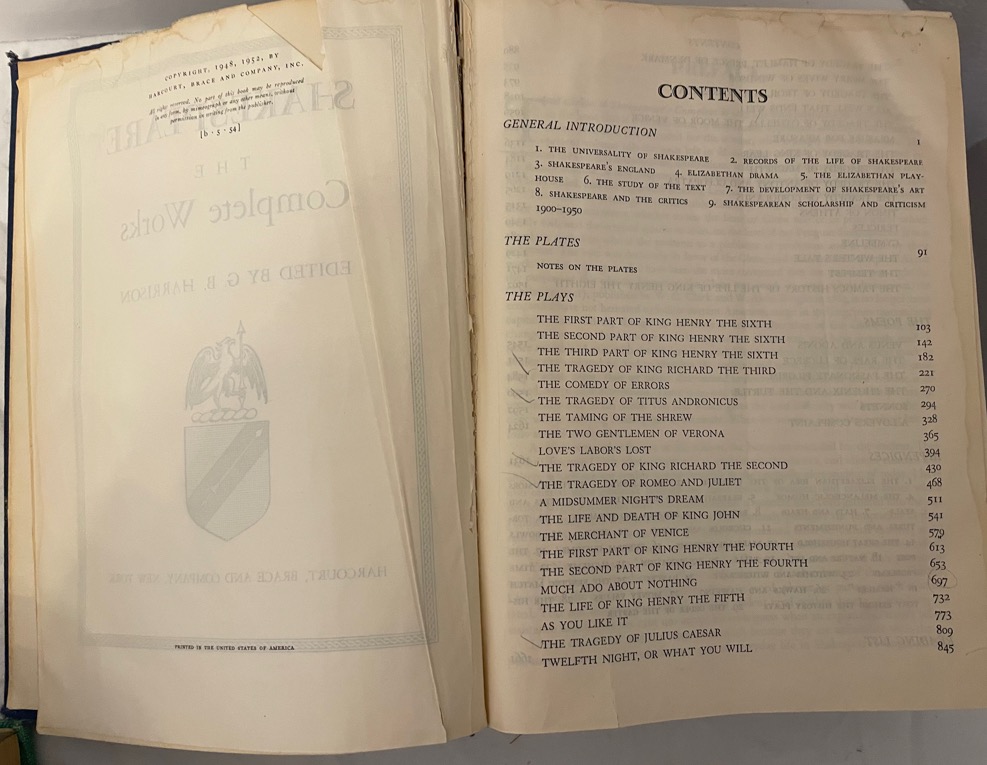 COPYRIGHT, 1948, 1952, BY
HARCOURT, BRACE AND COMPANY, INC.
All rights reserved. No part of this book may be reproduced
in any form, by mimeograph or any other means, without
permission in writing from the publisher.
[b · 5 · 54]
SHAKESPEARE
THE
Complete Works
EDITED BY G. B. HARRISON
HARCOURT, BRACE AND COMPANY, NEW YORK
PRINTED IN THE UNITED STATES OF AMERICA
CONTENTS
GENERAL INTRODUCTION 1
1. THE UNIVERSALITY OF SHAKESPEARE 2. RECORDS OF THE LIFE OF SHAKESPEARE
3. SHAKESPEARE'S ENGLAND 4. ELIZABETHAN DRAMA 5. THE ELIZABETHAN PLAY-
HOUSE 6. THE STUDY OF THE TEXT 7. THE DEVELOPMENT OF SHAKESPEARE'S ART
8. SHAKESPEARE AND THE CRITICS 9. SHAKESPEAREAN SCHOLARSHIP AND CRITICISM
1900–1950
THE PLATES 91
NOTES ON THE PLATES
THE PLAYS
THE FIRST PART OF KING HENRY THE SIXTH 103
THE SECOND PART OF KING HENRY THE SIXTH 142
THE THIRD PART OF KING HENRY THE SIXTH 182
THE TRAGEDY OF KING RICHARD THE THIRD 221
THE COMEDY OF ERRORS 270
THE TRAGEDY OF TITUS ANDRONICUS 294
THE TAMING OF THE SHREW 328
THE TWO GENTLEMEN OF VERONA 365
LOVE'S LABOR'S LOST 394
THE TRAGEDY OF KING RICHARD THE SECOND 430
THE TRAGEDY OF ROMEO AND JULIET 468
A MIDSUMMER NIGHT'S DREAM 511
THE LIFE AND DEATH OF KING JOHN 541
THE MERCHANT OF VENICE 579
THE FIRST PART OF KING HENRY THE FOURTH 613
THE SECOND PART OF KING HENRY THE FOURTH 653
MUCH ADO ABOUT NOTHING 697
THE LIFE OF KING HENRY THE FIFTH 732
AS YOU LIKE IT 773
THE TRAGEDY OF JULIUS CAESAR 809
TWELFTH NIGHT, OR WHAT YOU WILL 845